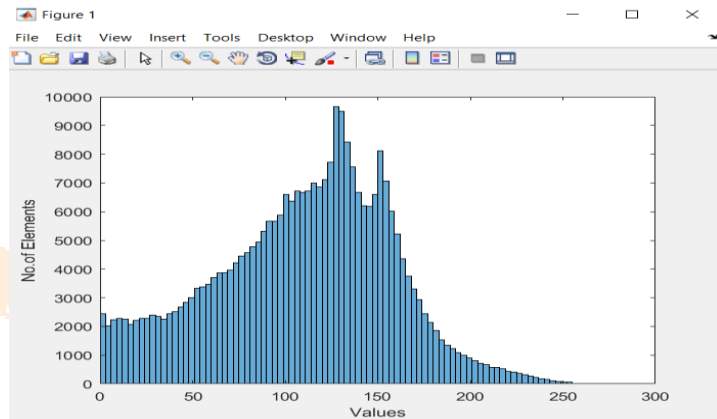 Figure 1
File Edit View Insert Tools Desktop Window Help
10000
9000
8000
7000
6000
5000
4000
3000
2000
1000
0
No.of Elements
0 50 100 150 200 250 300
Values